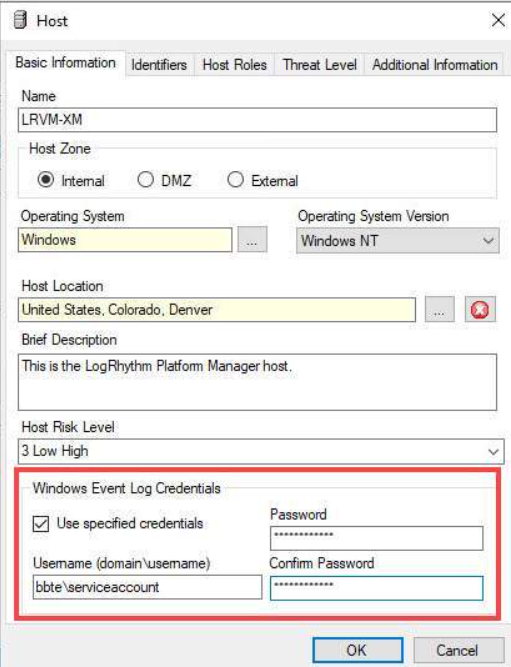 Host
Basic Information Identifiers Host Roles Threat Level Additional Information
Name
LRVM-XM
Host Zone
Internal DMZ External
Operating System Operating System Version
Windows ... Windows NT
Host Location
United States, Colorado, Denver ...
Brief Description
This is the LogRhythm Platform Manager host.
Host Risk Level
3 Low High
Windows Event Log Credentials
Use specified credentials
Password
************
Username (domain\username) Confirm Password
bbte\serviceaccount ************
OK Cancel